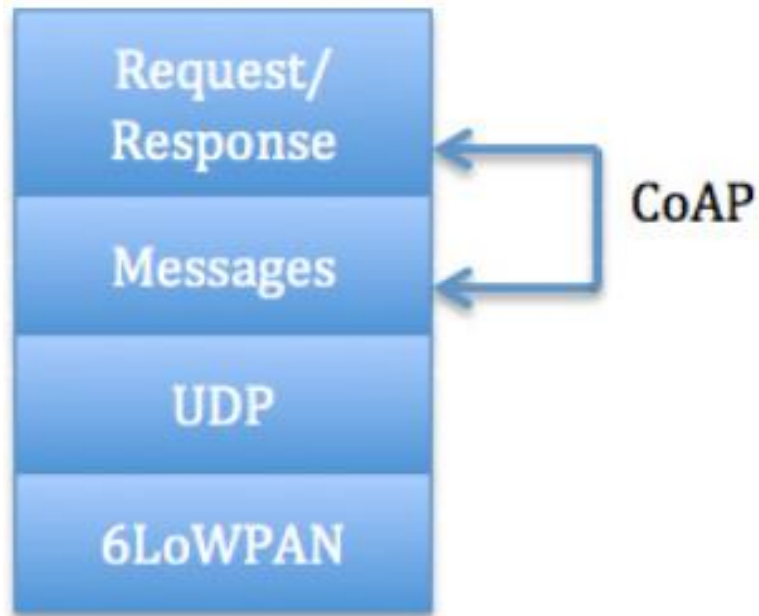 Request/
Response
CoAP
Messages
UDP
6LoWPAN